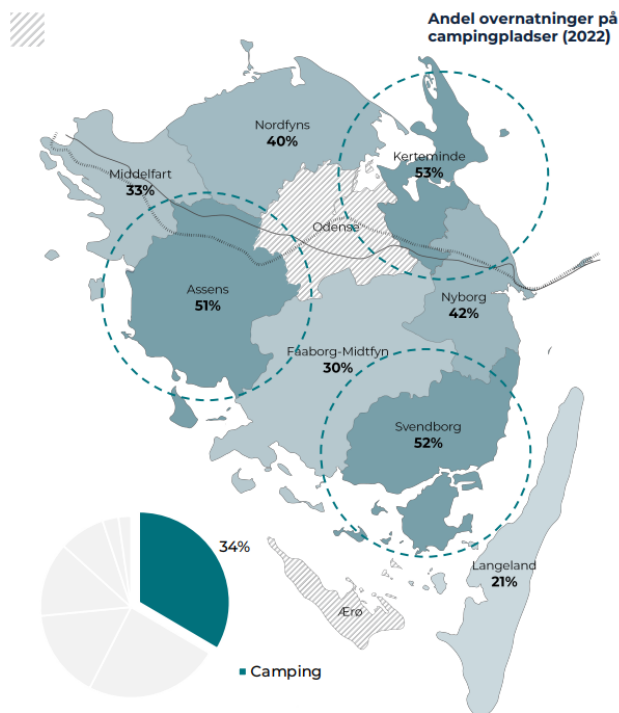 Andel overnatninger på
campingpladser (2022)
Nordfyns
40%
Kerteminde
53%
Middelfart
33%
Odense
Assens
51%
Nyborg
42%
Faaborg-Midtfyn
30%
Svendborg
52%
34%
Langeland
21%
Ærø
Camping